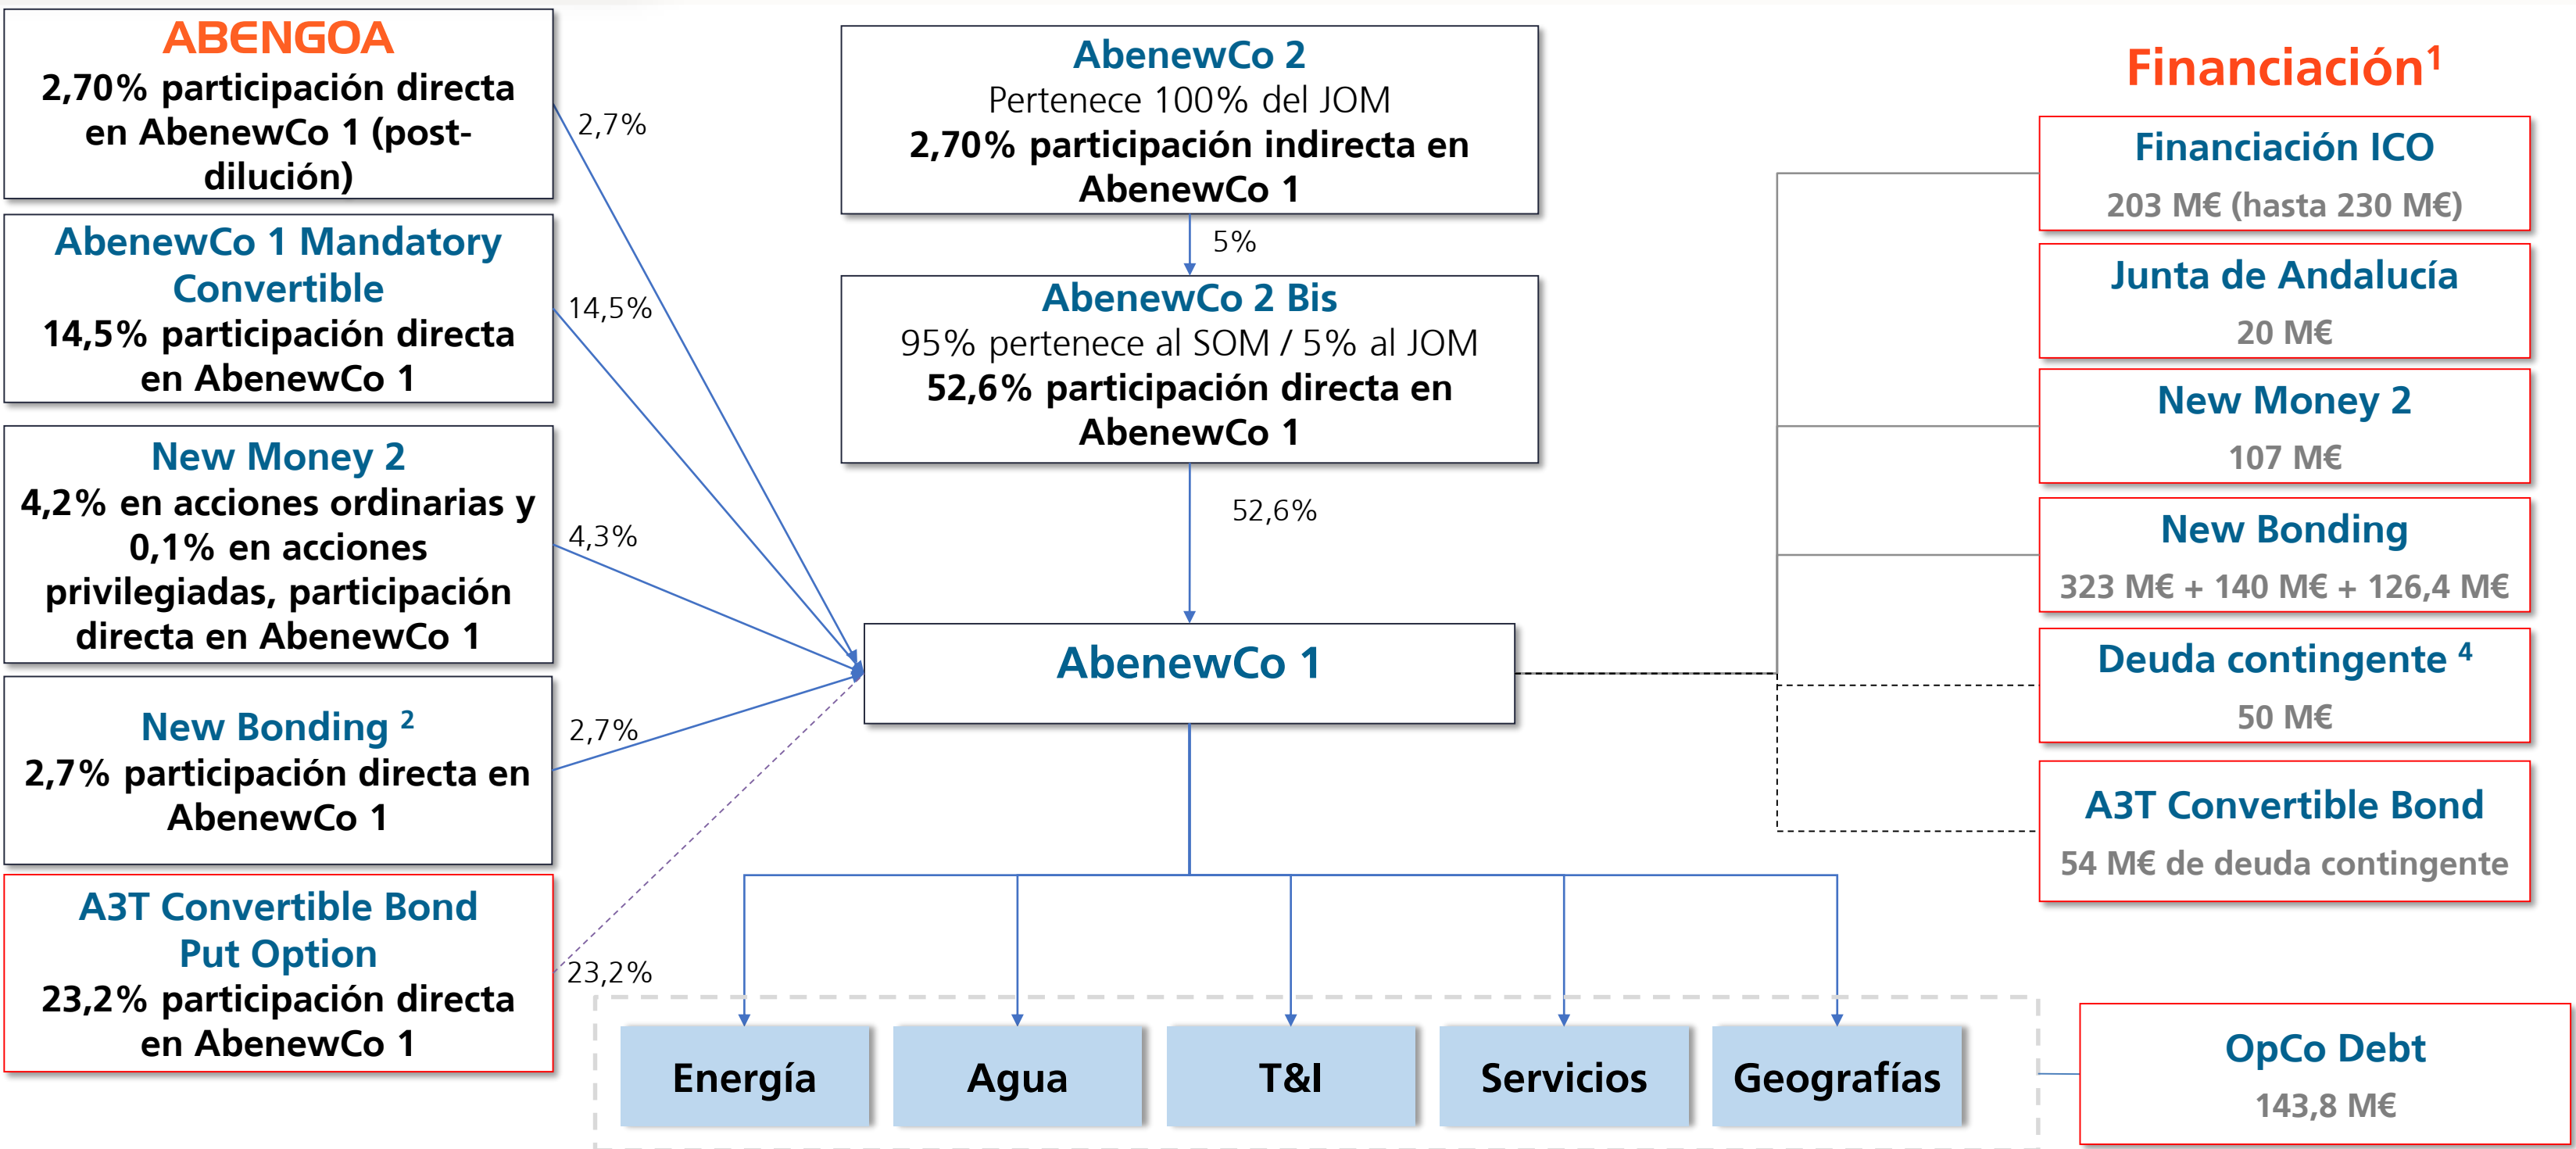 ABENGOA
2,70% participación directa
en AbenewCo 1 (post-
dilución)
2,7%
AbenewCo 1 Mandatory
Convertible
14,5% participación directa
en AbenewCo 1
14,5%
New Money 2
4,2% en acciones ordinarias y
0,1% en acciones
privilegiadas, participación
directa en AbenewCo 1
4,3%
New Bonding 2
2,7% participación directa en
AbenewCo 1
2,7%
A3T Convertible Bond
Put Option
23,2% participación directa
en AbenewCo 1
23,2%
AbenewCo 2
Pertenece 100% del JOM
2,70% participación indirecta en
AbenewCo 1
5%
AbenewCo 2 Bis
95% pertenece al SOM / 5% al JOM
52,6% participación directa en
AbenewCo 1
52,6%
AbenewCo 1
Energía
Agua
T&I
Servicios
Geografías
Financiación1
Financiación ICO
203 M€ (hasta 230 M€)
Junta de Andalucía
20 M€
New Money 2
107 M€
New Bonding
323 M€ + 140 M€ + 126,4 M€
Deuda contingente 4
50 M€
A3T Convertible Bond
54 M€ de deuda contingente
OpCo Debt
143,8 M€